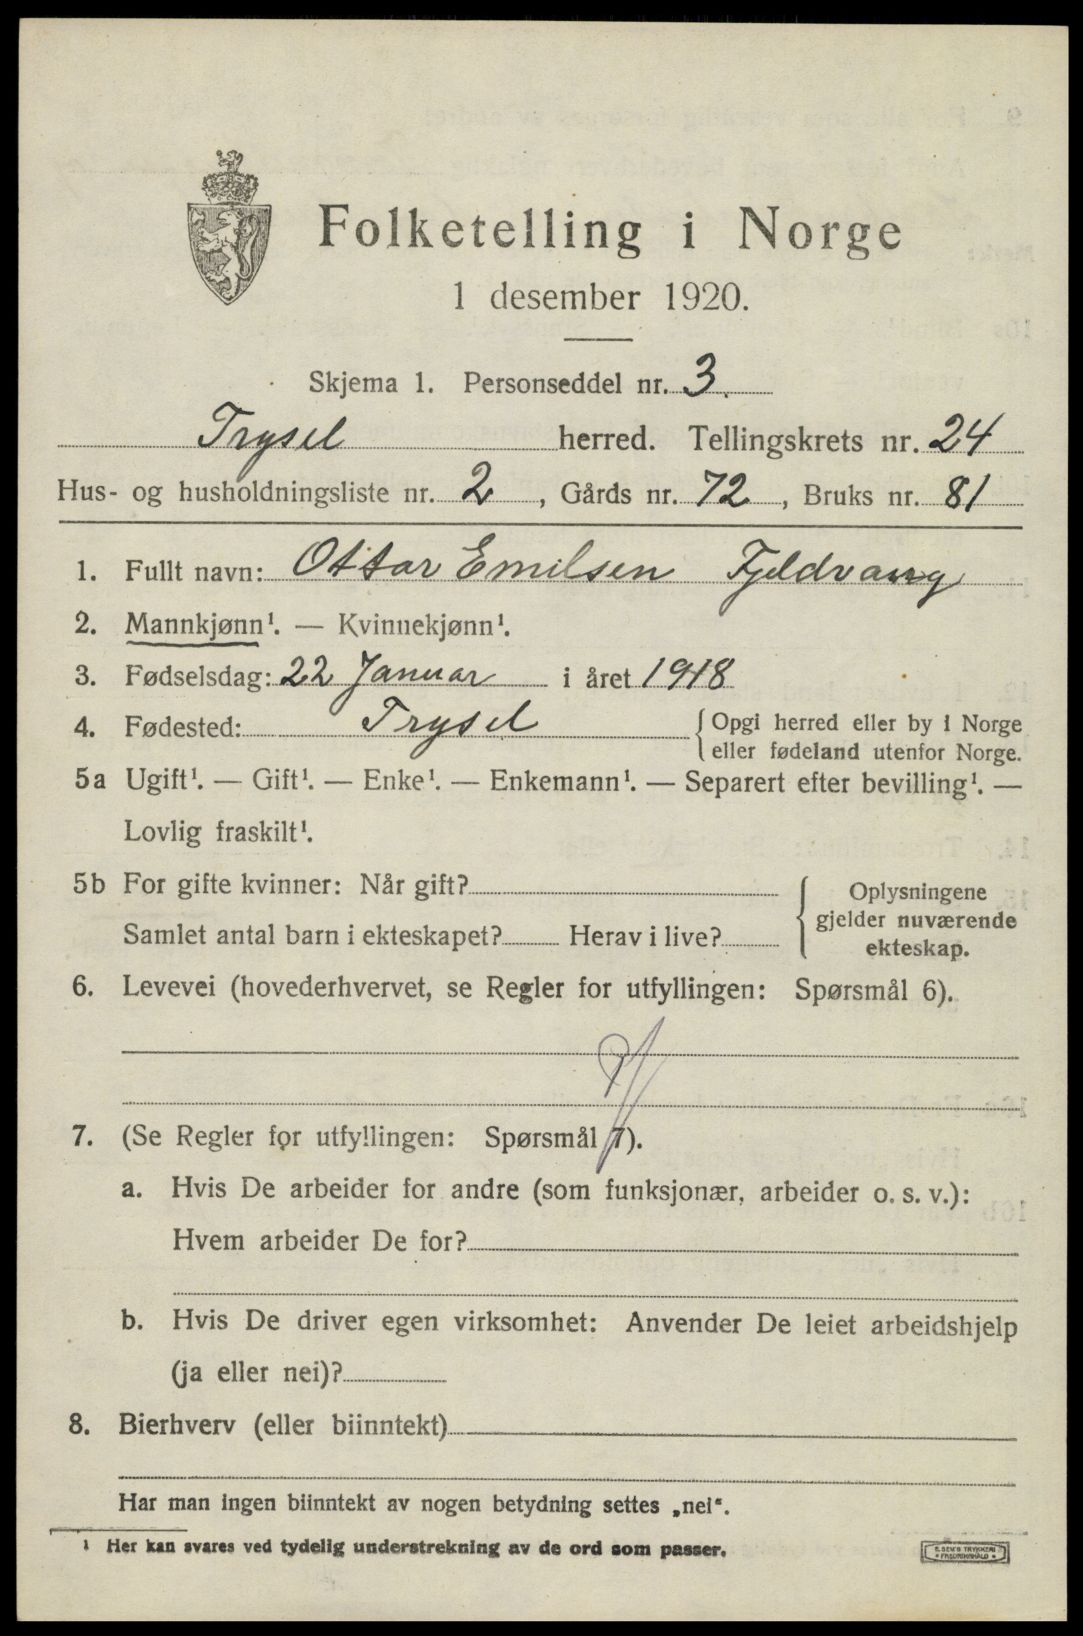 Folketelling i Norge
1 desember 1920.
Skjema 1. Personseddel nr. 3.
Trysil herred. Tellingskrets nr. 24
Hus- og husholdningsliste nr. 2, Gårds nr. 72, Bruks nr. 81
1. Fullt navn: Ottar Emilsen Fjeldvang
2. Mannkjønn¹. — Kvinnekjønn¹.
3. Fødselsdag: 22 Januar i året 1918
4. Fødested: Trysil {Opgi herred eller by i Norge
eller fødeland utenfor Norge.
5a Ugift¹. — Gift¹. — Enke¹. — Enkemann¹. — Separert efter bevilling¹. —
Lovlig fraskilt¹.
5b For gifte kvinner: Når gift?
Samlet antal barn i ekteskapet? Herav i live?
{Oplysningene
gjelder nuværende
ekteskap.
6. Levevei (hovederhvervet, se Regler for utfyllingen: Spørsmål 6).
7. (Se Regler for utfyllingen: Spørsmål 7).
a. Hvis De arbeider for andre (som funksjonær, arbeider o. s. v.):
Hvem arbeider De for?
b. Hvis De driver egen virksomhet: Anvender De leiet arbeidshjelp
(ja eller nei)?
8. Bierhverv (eller biinntekt)
Har man ingen biinntekt av nogen betydning settes „nei“.
¹ Her kan svares ved tydelig understrekning av de ord som passer.